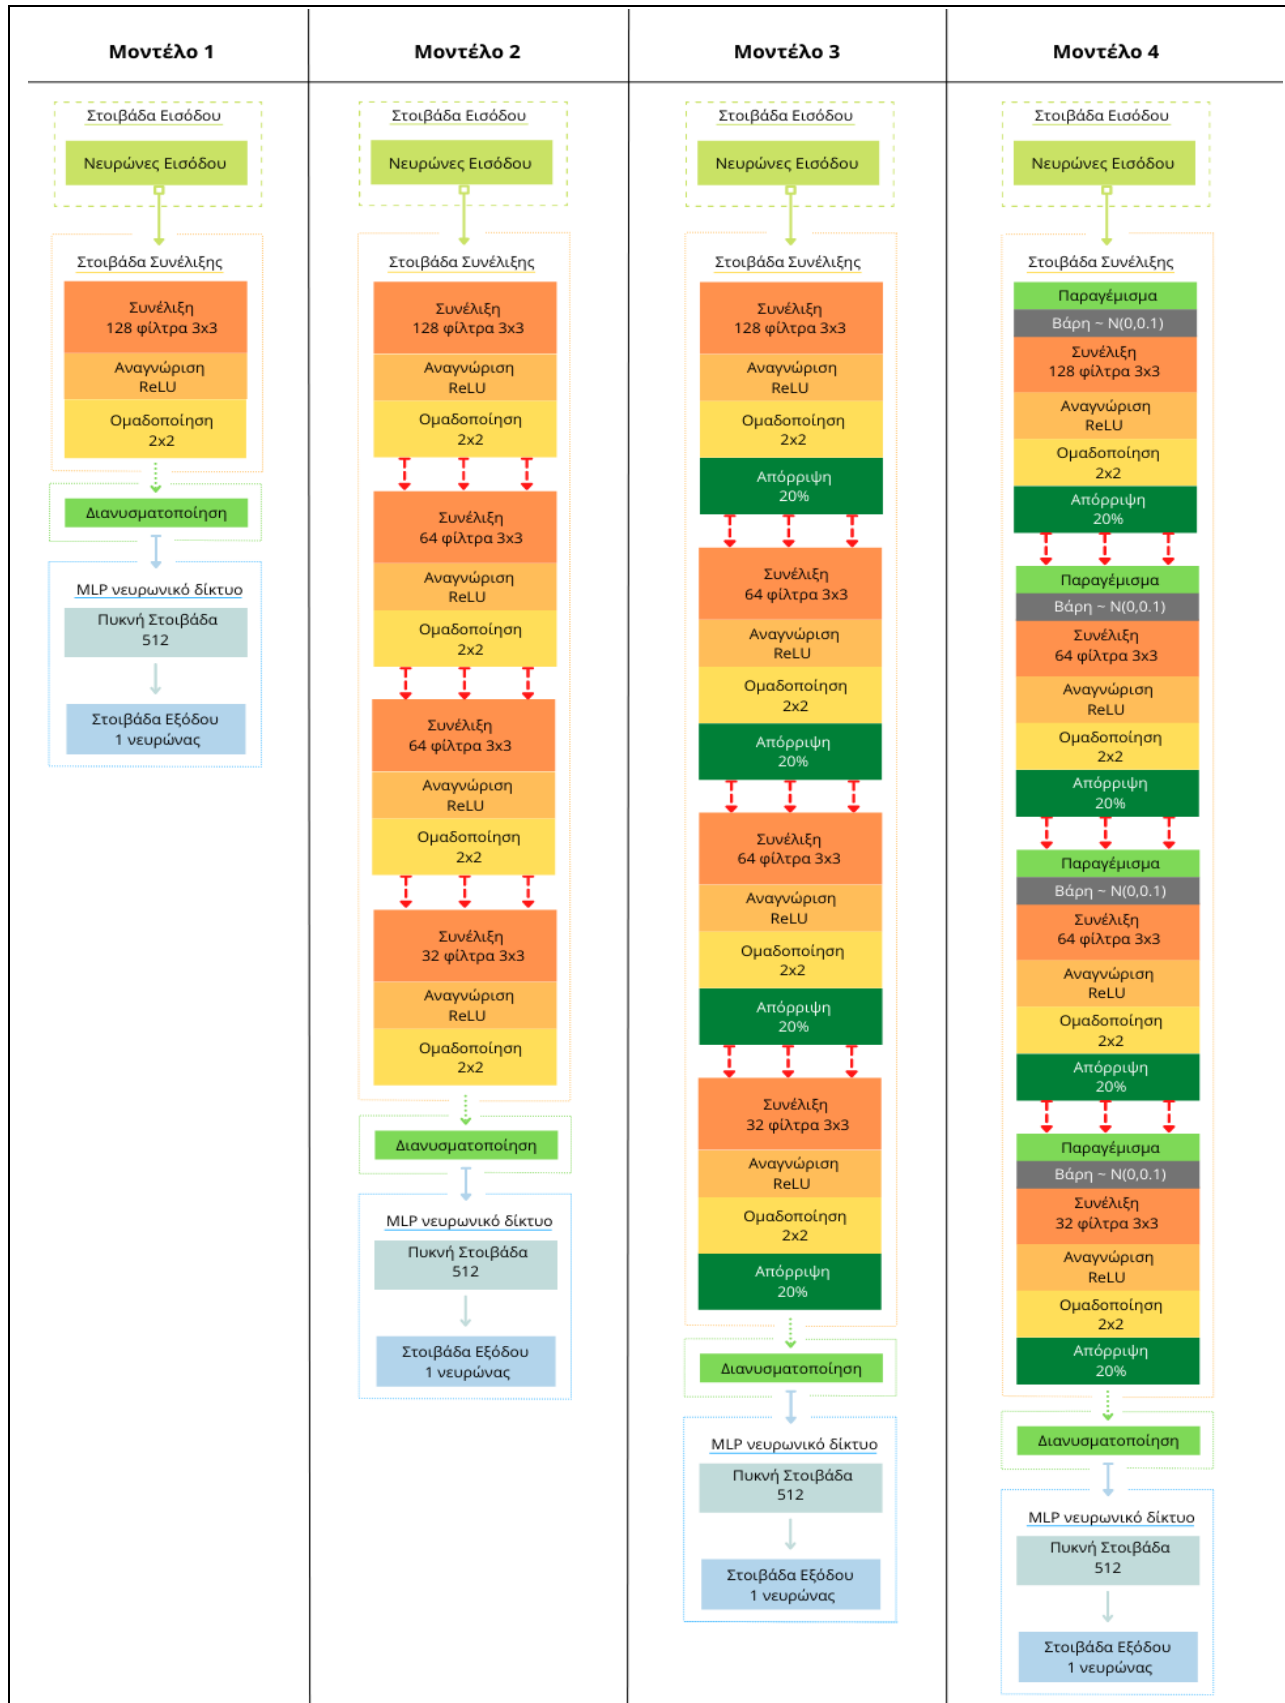 Μοντέλο 1
Στοιβάδα Εισόδου
Νευρώνες Εισόδου
Στοιβάδα Συνέλιξης
Συνέλιξη
128 φίλτρα 3x3
Αναγνώριση
ReLU
Ομαδοποίηση
2x2
Διανυσματοποίηση
MLP νευρωνικό δίκτυο
Πυκνή Στοιβάδα
512
Στοιβάδα Εξόδου
1 νευρώνας
Μοντέλο 2
Στοιβάδα Εισόδου
Νευρώνες Εισόδου
Στοιβάδα Συνέλιξης
Συνέλιξη
128 φίλτρα 3x3
Αναγνώριση
ReLU
Ομαδοποίηση
2x2
Συνέλιξη
64 φίλτρα 3x3
Αναγνώριση
ReLU
Ομαδοποίηση
2x2
Συνέλιξη
64 φίλτρα 3x3
Αναγνώριση
ReLU
Ομαδοποίηση
2x2
Συνέλιξη
32 φίλτρα 3x3
Αναγνώριση
ReLU
Ομαδοποίηση
2x2
Διανυσματοποίηση
MLP νευρωνικό δίκτυο
Πυκνή Στοιβάδα
512
Στοιβάδα Εξόδου
1 νευρώνας
Μοντέλο 3
Στοιβάδα Εισόδου
Νευρώνες Εισόδου
Στοιβάδα Συνέλιξης
Συνέλιξη
128 φίλτρα 3x3
Αναγνώριση
ReLU
Ομαδοποίηση
2x2
Απόρριψη
20%
Συνέλιξη
64 φίλτρα 3x3
Αναγνώριση
ReLU
Ομαδοποίηση
2x2
Απόρριψη
20%
Συνέλιξη
64 φίλτρα 3x3
Αναγνώριση
ReLU
Ομαδοποίηση
2x2
Απόρριψη
20%
Συνέλιξη
32 φίλτρα 3x3
Αναγνώριση
ReLU
Ομαδοποίηση
2x2
Απόρριψη
20%
Διανυσματοποίηση
MLP νευρωνικό δίκτυο
Πυκνή Στοιβάδα
512
Στοιβάδα Εξόδου
1 νευρώνας
Μοντέλο 4
Στοιβάδα Εισόδου
Νευρώνες Εισόδου
Στοιβάδα Συνέλιξης
Παραγέμισμα
Βάρη ~ N(0,0.1)
Συνέλιξη
128 φίλτρα 3x3
Αναγνώριση
ReLU
Ομαδοποίηση
2x2
Απόρριψη
20%
Παραγέμισμα
Βάρη ~ N(0,0.1)
Συνέλιξη
64 φίλτρα 3x3
Αναγνώριση
ReLU
Ομαδοποίηση
2x2
Απόρριψη
20%
Παραγέμισμα
Βάρη ~ N(0,0.1)
Συνέλιξη
64 φίλτρα 3x3
Αναγνώριση
ReLU
Ομαδοποίηση
2x2
Απόρριψη
20%
Παραγέμισμα
Βάρη ~ N(0,0.1)
Συνέλιξη
32 φίλτρα 3x3
Αναγνώριση
ReLU
Ομαδοποίηση
2x2
Απόρριψη
20%
Διανυσματοποίηση
MLP νευρωνικό δίκτυο
Πυκνή Στοιβάδα
512
Στοιβάδα Εξόδου
1 νευρώνας